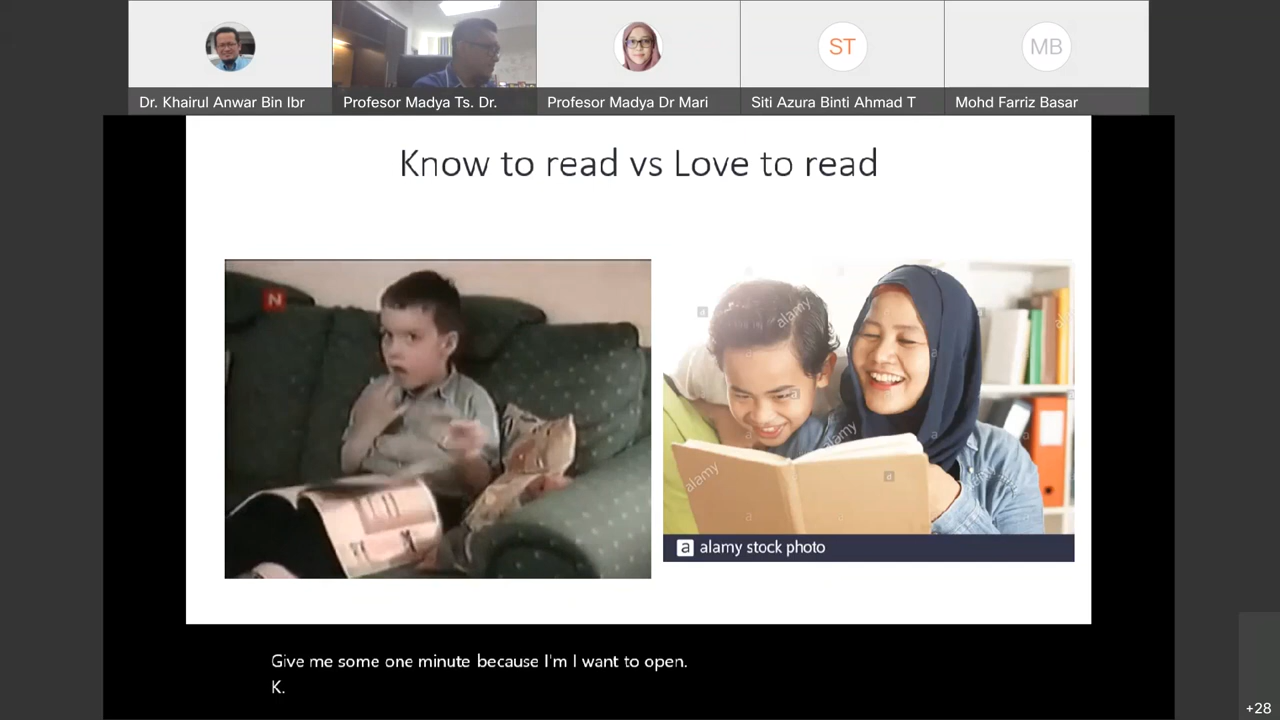 Dr. Khairul Anwar Bin Ibr
Profesor Madya Ts. Dr.
Profesor Madya Dr Mari
ST
Siti Azura Binti Ahmad T
MB
Mohd Farriz Basar
Know to read vs Love to read
N
alamy
alamy
alamy
a alamy stock photo
Give me some one minute because I'm I want to open.
K.
+28